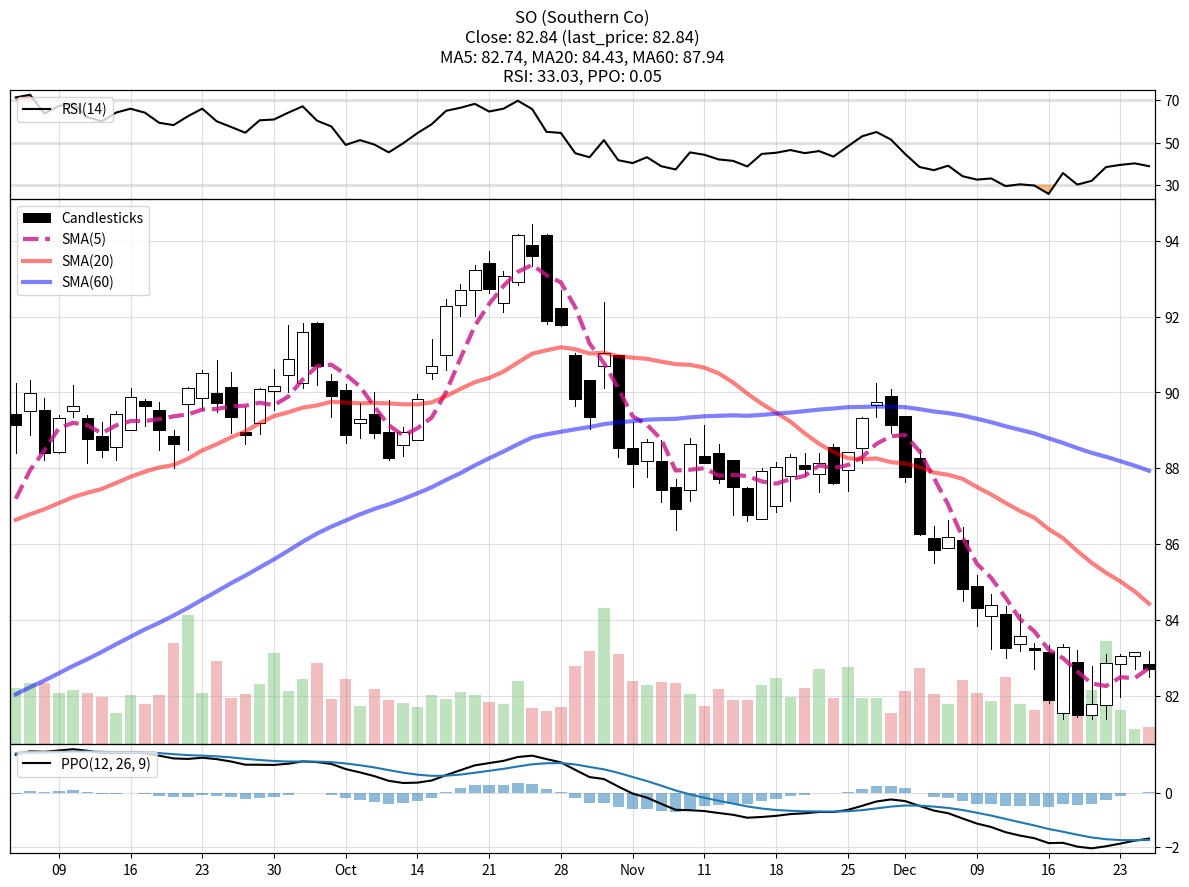 SO (Southern Co)
Close: 82.84 (last_price: 82.84)
MA5: 82.74, MA20: 84.43, MA60: 87.94
RSI: 33.03, PPO: 0.05
RSI(14)
70
50
30
Candlesticks
SMA(5)
SMA(20)
SMA(60)
94
92
90
88
86
84
82
PPO(12, 26, 9)
0
−2
09 16 23 30 Oct 14 21 28 Nov 11 18 25 Dec 09 16 23